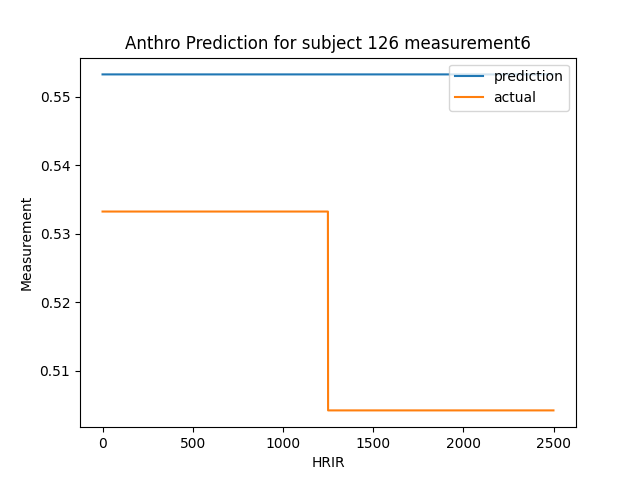 Anthro Prediction for subject 126 measurement6
prediction
actual
0.55
0.54
0.53
0.52
0.51
Measurement
0
500
1000
1500
2000
2500
HRIR